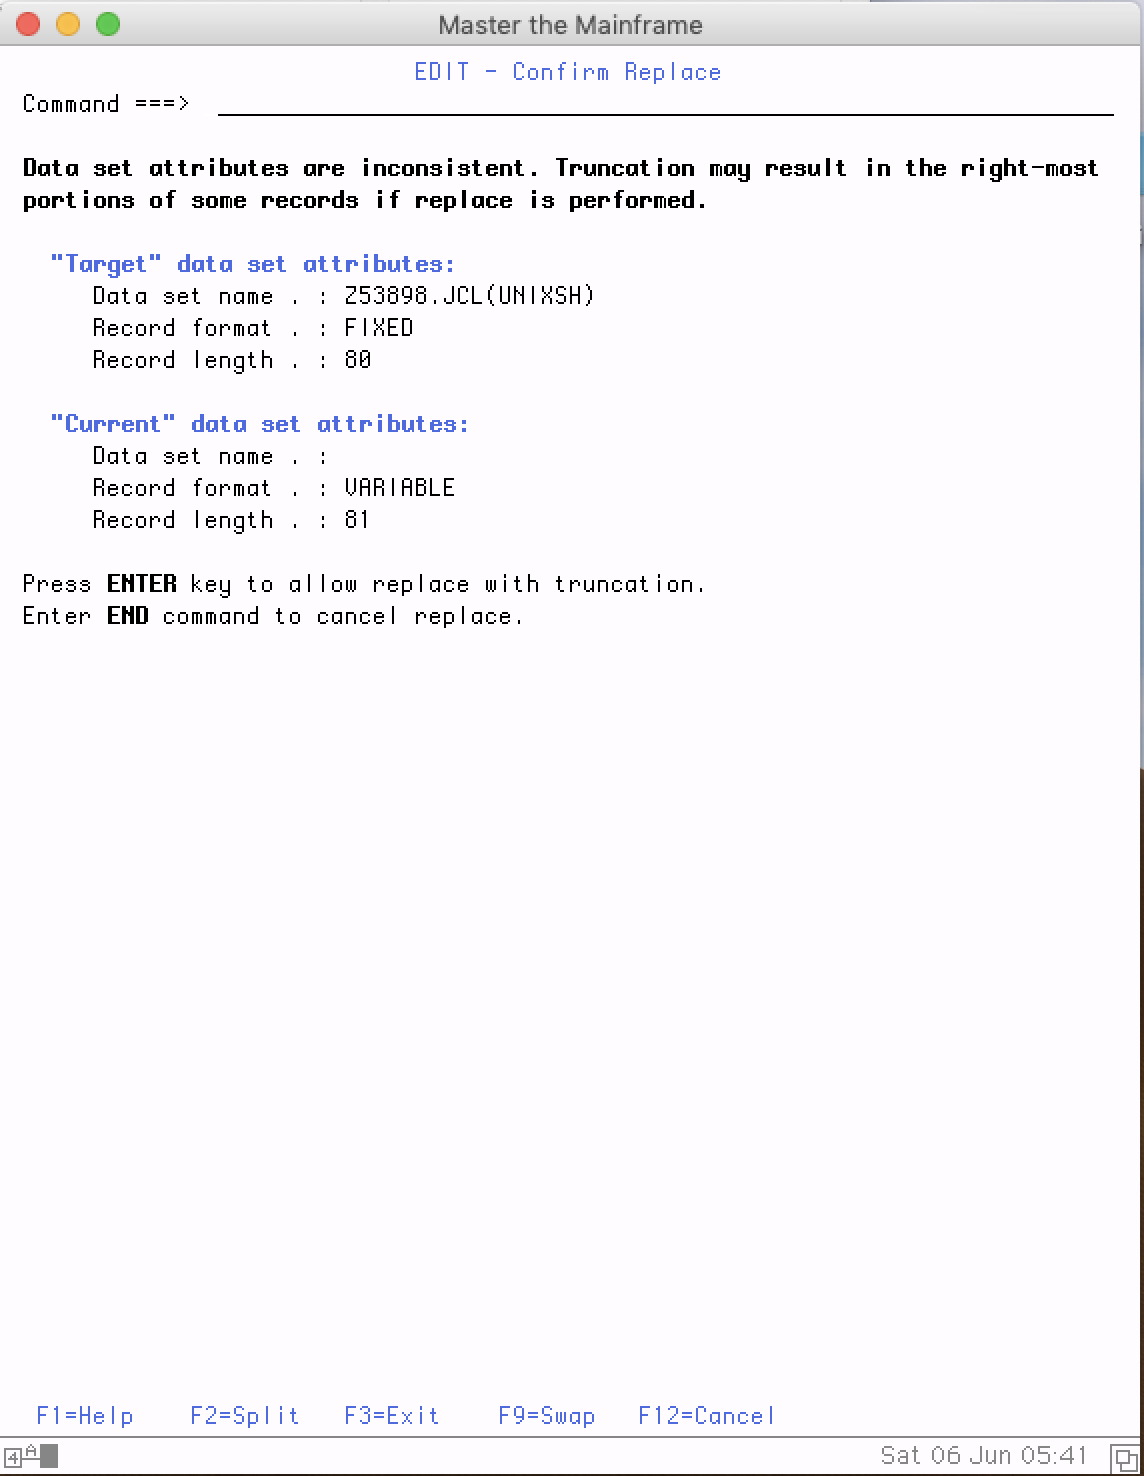 Master the Mainframe
EDIT - Confirm Replace
Command ===>
Data set attributes are inconsistent. Truncation may result in the right-most
portions of some records if replace is performed.
"Target" data set attributes:
Data set name . : Z53898.JCL(UNIXSH)
Record format . : FIXED
Record length . : 80
"Current" data set attributes:
Data set name . :
Record format . : VARIABLE
Record length . : 81
Press ENTER key to allow replace with truncation.
Enter END command to cancel replace.
F1=Help F2=Split F3=Exit F9=Swap F12=Cancel
4 A Sat 06 Jun 05:41